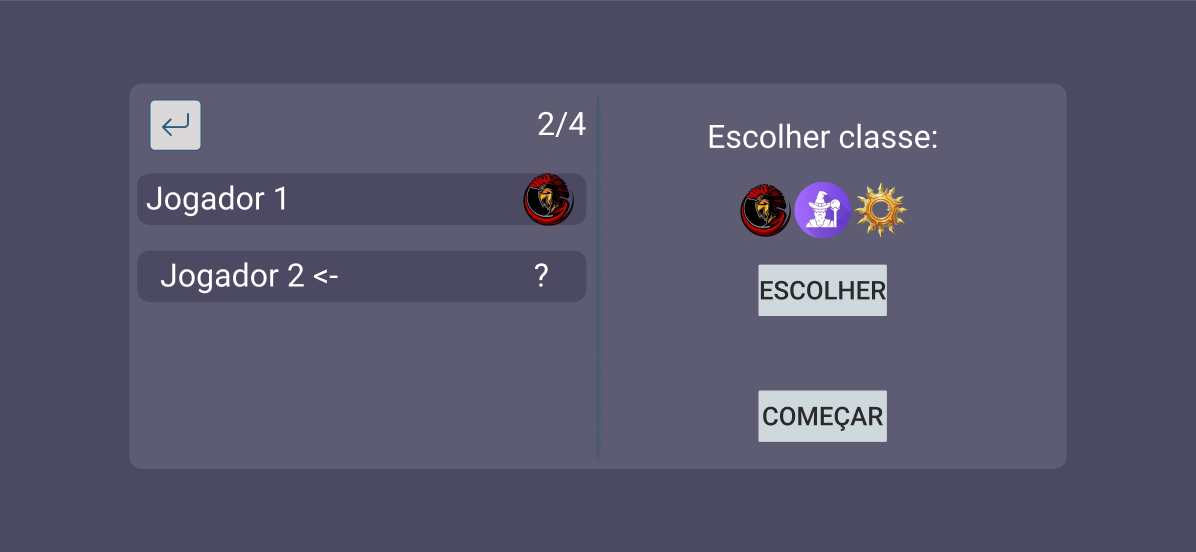 2/4
Jogador 1
Jogador 2 <-
?
Escolher classe:
ESCOLHER
COMEÇAR